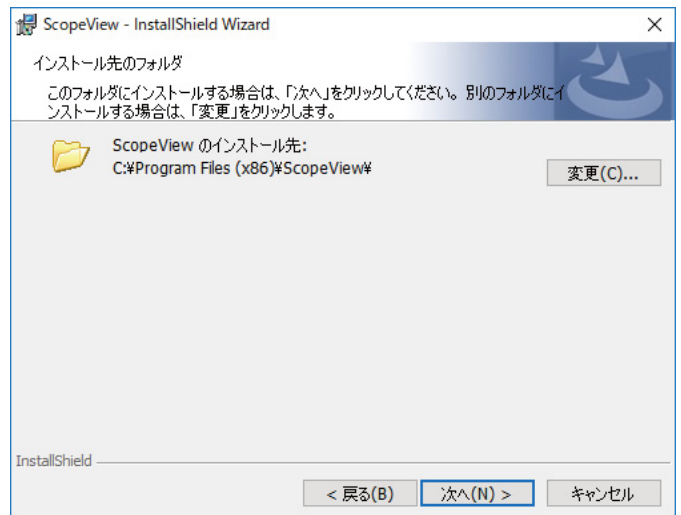 ScopeView - InstallShield Wizard
インストール先のフォルダ
このフォルダにインストールする場合は、「次へ」をクリックしてください。別のフォルダにイ
ンストールする場合は、「変更」をクリックします。
ScopeView のインストール先:
C:¥Program Files (x86)¥ScopeView¥
変更(C)...
InstallShield
< 戻る(B)
次へ(N) >
キャンセル